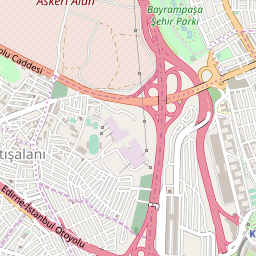 Askeri Alan
Bayrampaşa
Şehir Parkı
olu Caddesi
tışalanı
Edirne-İstanbul Otoyolu
K